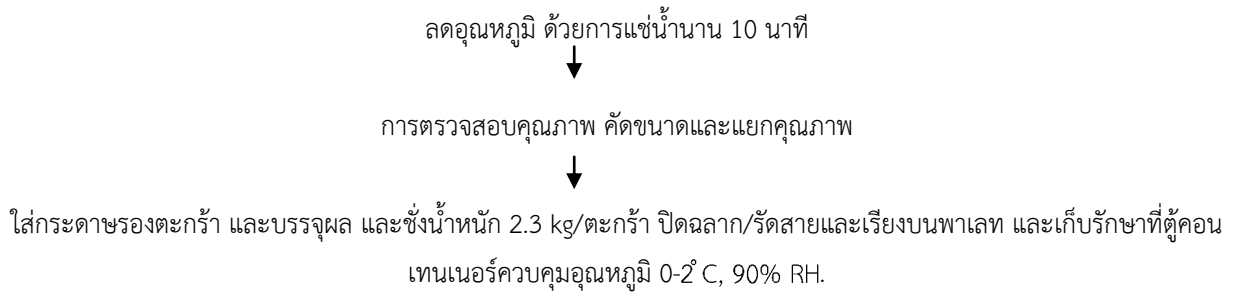 ลดอุณหภูมิ ด้วยการแช่น้ำนาน 10 นาที
การตรวจสอบคุณภาพ คัดขนาดและแยกคุณภาพ
ใส่กระดาษรองตะกร้า และบรรจุผล และชั่งน้ำหนัก 2.3 kg/ตะกร้า ปิดฉลาก/รัดสายและเรียงบนพาเลท และเก็บรักษาที่ตู้คอน
เทนเนอร์ควบคุมอุณหภูมิ 0-2 ํ C, 90% RH.